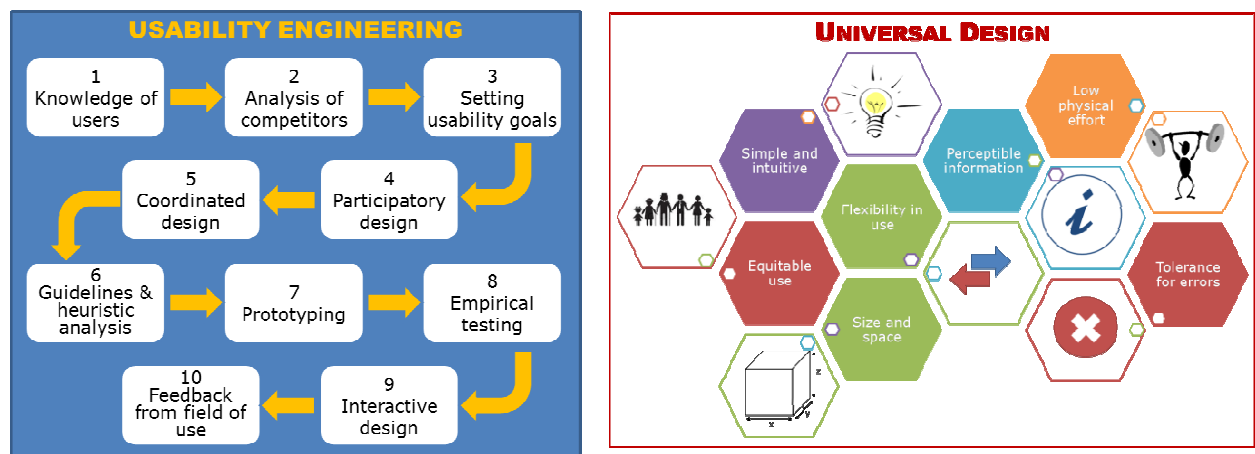 USABILITY ENGINEERING
1
Knowledge of
users
2
Analysis of
competitors
3
Setting
usability goals
4
Participatory
design
5
Coordinated
design
6
Guidelines &
heuristic
analysis
7
Prototyping
8
Empirical
testing
9
Interactive
design
10
Feedback
from field of
use
UNIVERSAL DESIGN
Low
physical
effort
Simple and
intuitive
Perceptible
information
Flexibility in
use
i
Equitable
use
Tolerance
for errors
Size and
space
z
y
x